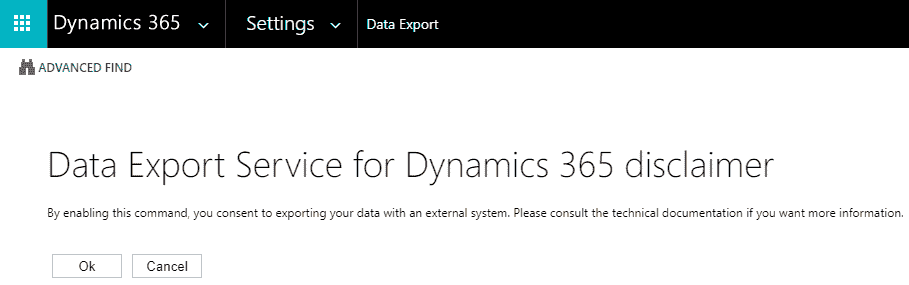 Dynamics 365 Settings Data Export
ADVANCED FIND
Data Export Service for Dynamics 365 disclaimer
By enabling this command, you consent to exporting your data with an external system. Please consult the technical documentation if you want more information.
Ok Cancel